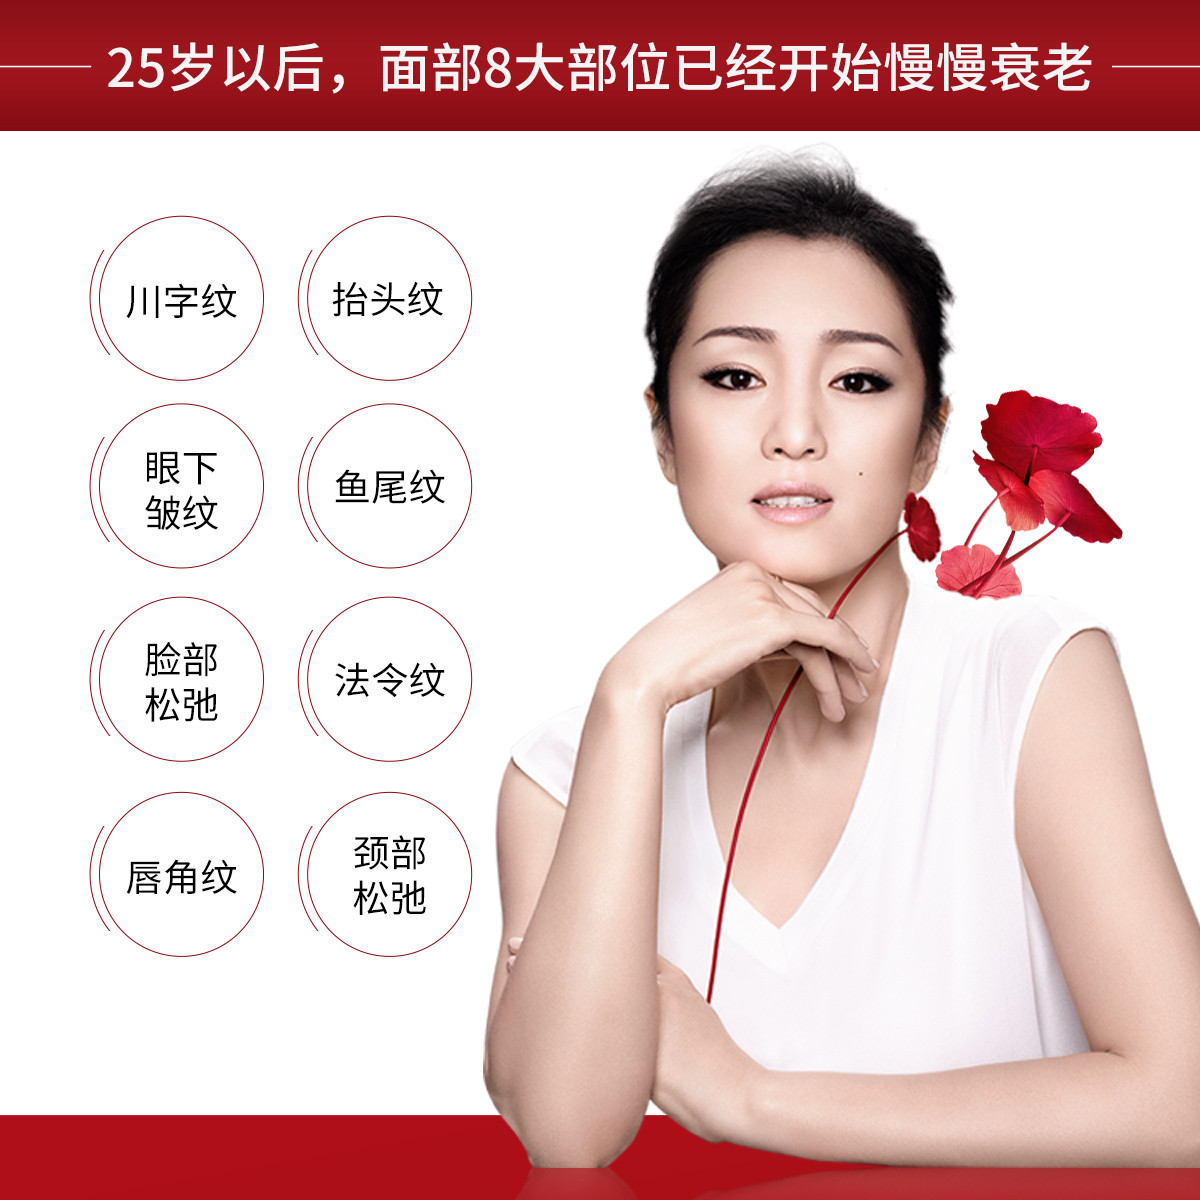 25岁以后，面部8大部位已经开始慢慢衰老
川字纹
抬头纹
眼下
皱纹
鱼尾纹
脸部
松弛
法令纹
唇角纹
颈部
松弛